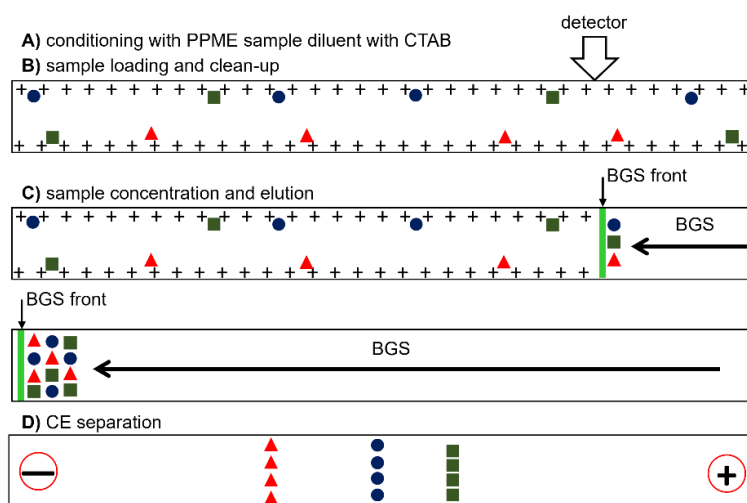 A) conditioning with PPME sample diluent with CTAB
detector
B) sample loading and clean-up
C) sample concentration and elution
BGS front
BGS
BGS front
BGS
D) CE separation